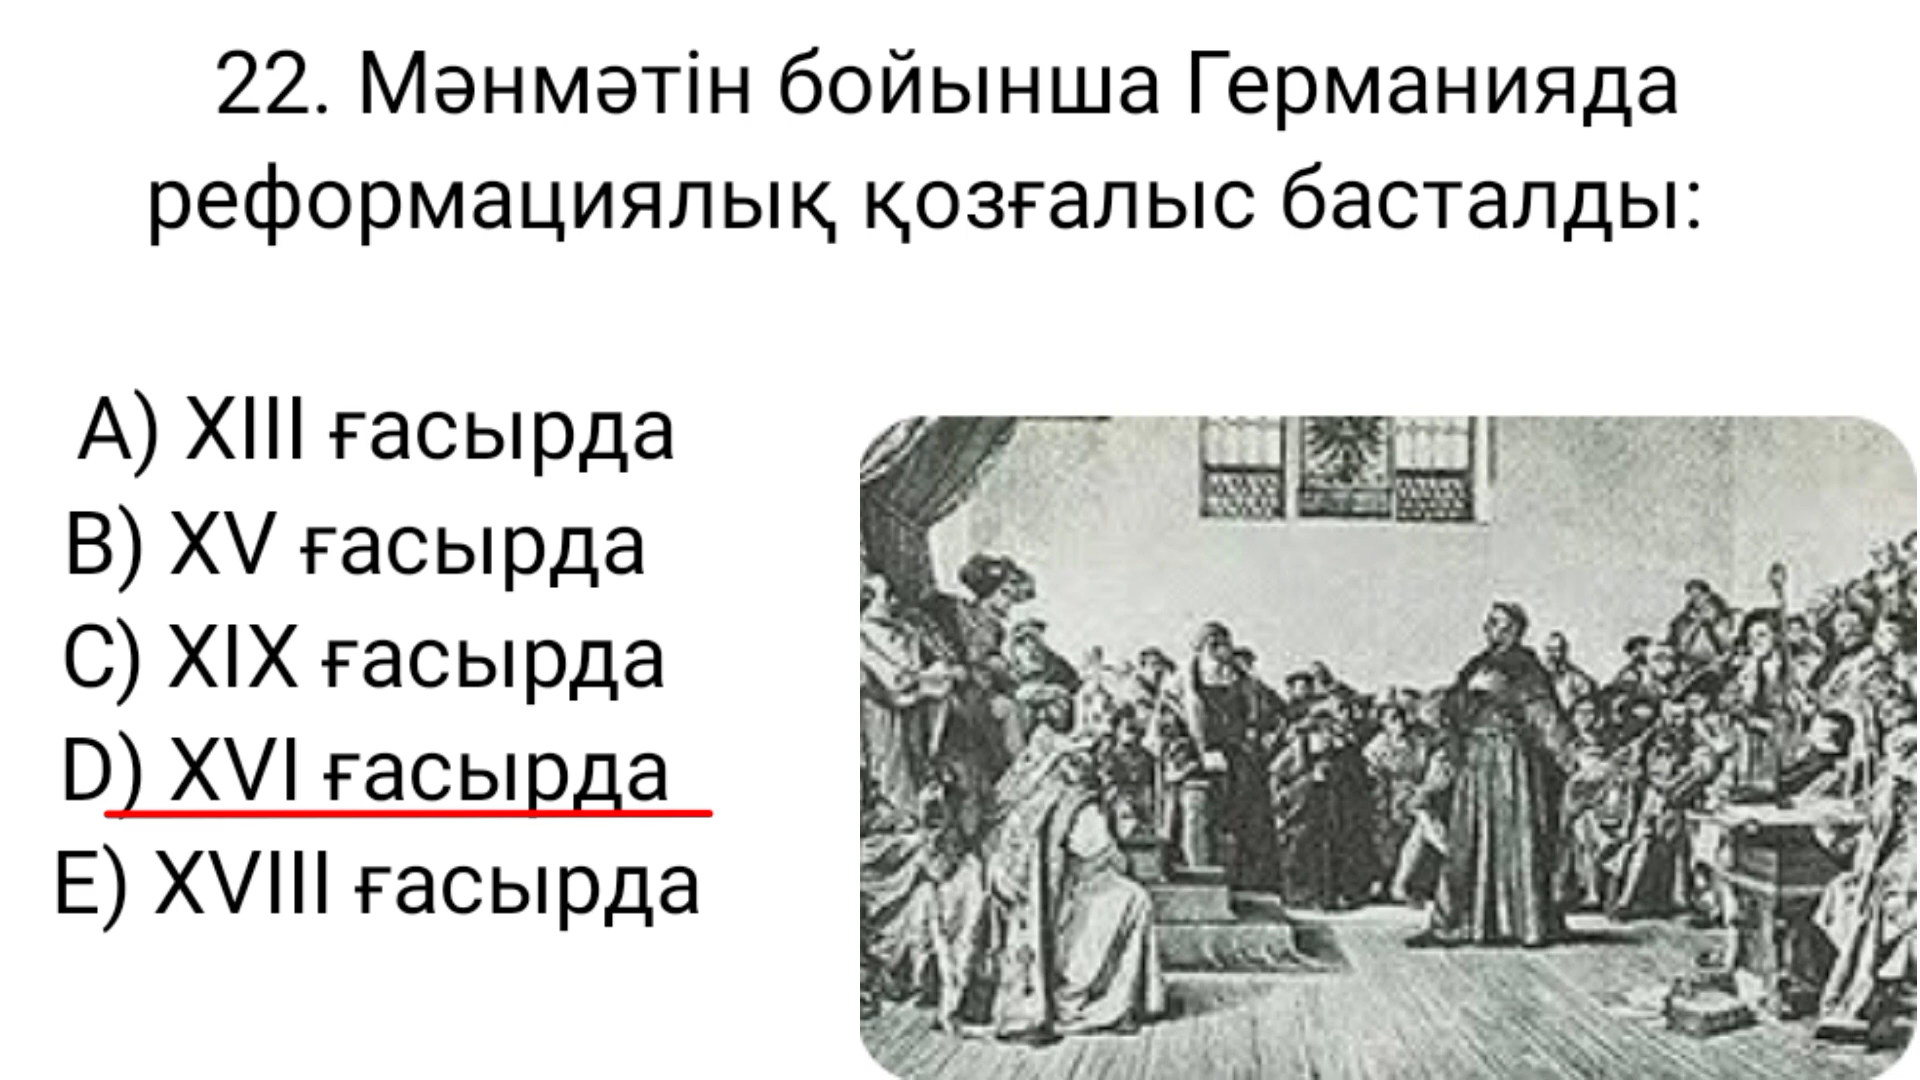 22. Мәнмәтін бойынша Германияда
реформациялық қозғалыс басталды:
A) XIII ғасырда
B) XV ғасырда
C) XIX ғасырда
D) XVI ғасырда
E) XVIII ғасырда